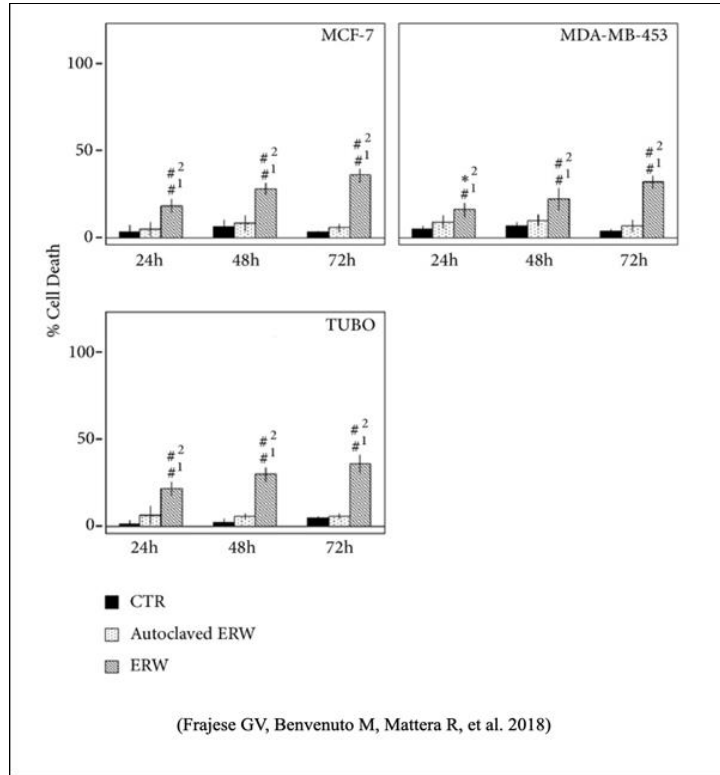 MCF-7
MDA-MB-453
100
50
0
# 2
# 1
# 2
# 1
# 2
# 1
* 2
# 1
# 2
# 1
# 2
# 1
24h 48h 72h
24h 48h 72h
% Cell Death
TUBO
100
50
0
# 2
# 1
# 2
# 1
# 2
# 1
24h 48h 72h
CTR
Autoclaved ERW
ERW
(Frajese GV, Benvenuto M, Mattera R, et al. 2018)